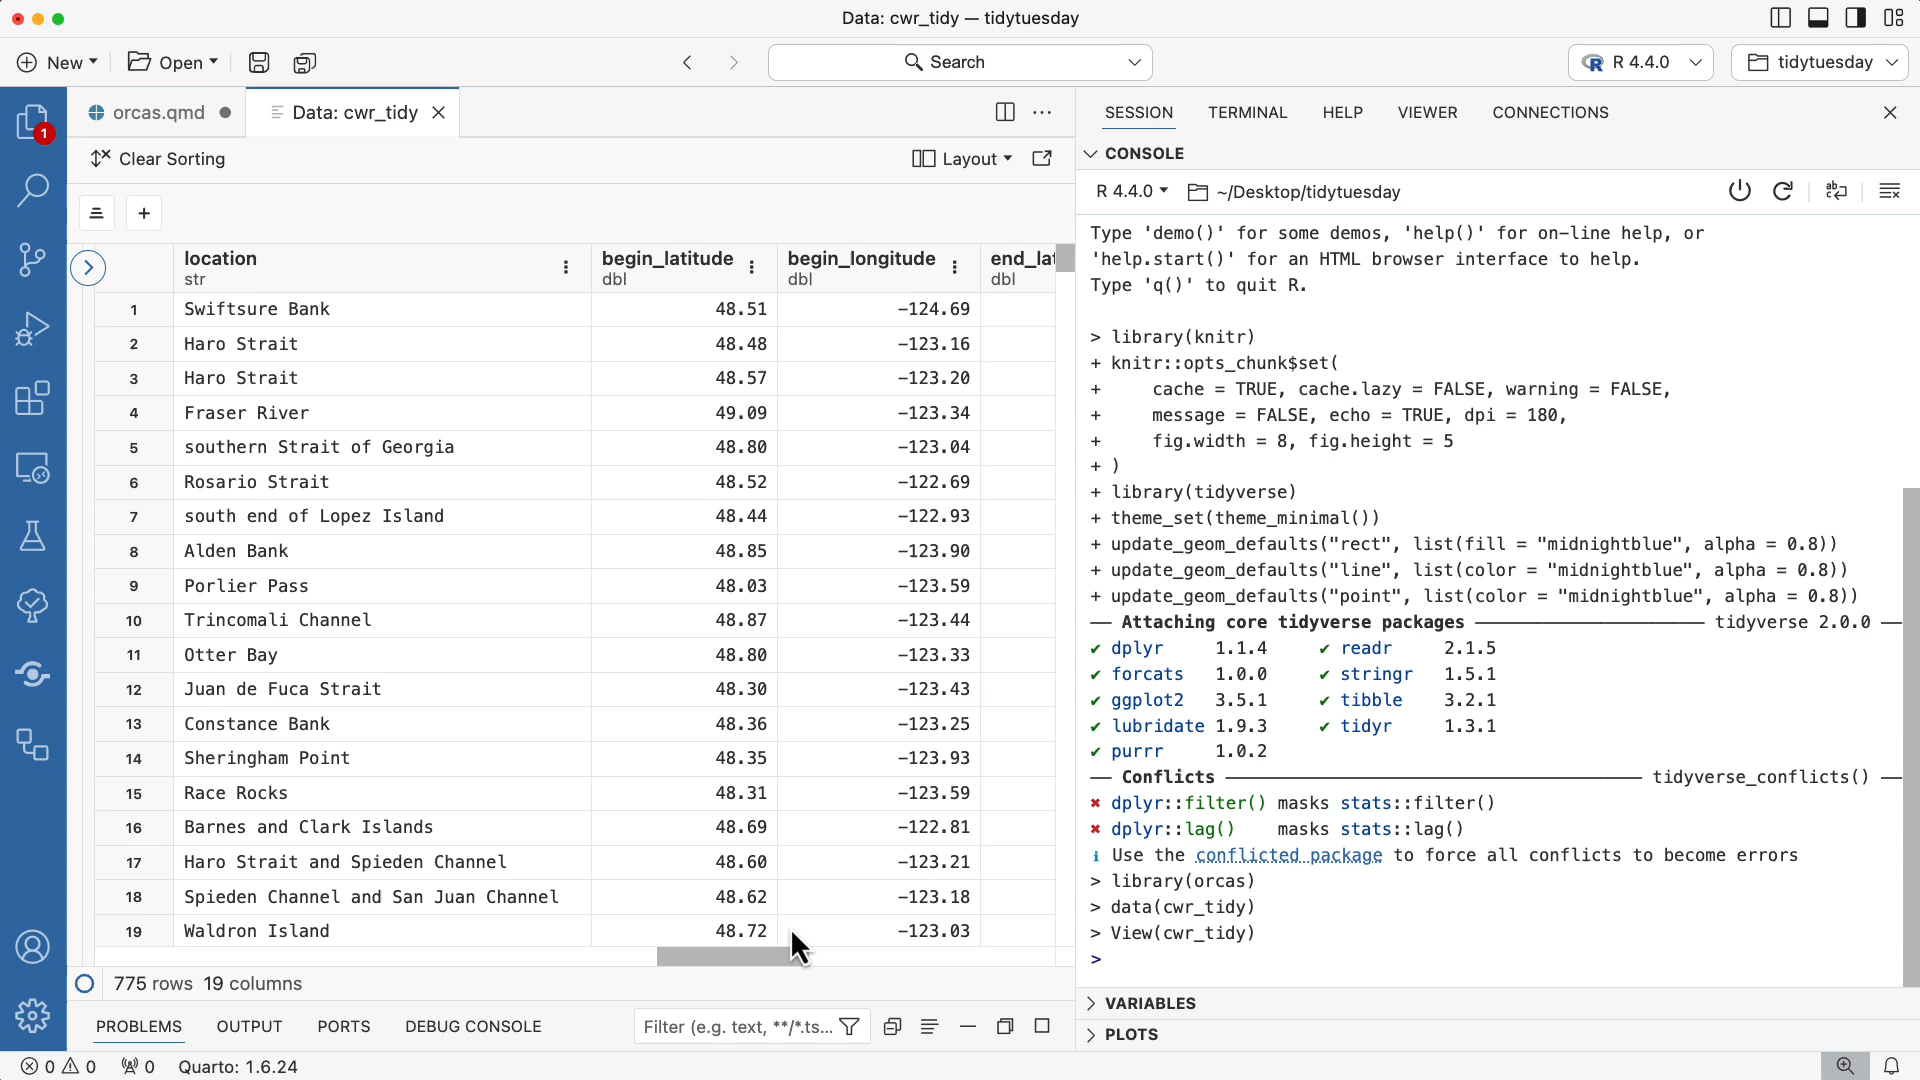 Data: cwr_tidy — tidytuesday
New
Open
Search
R 4.4.0
tidytuesday
1
orcas.qmd
Data: cwr_tidy
Clear Sorting
Layout
location
str
begin_latitude
dbl
begin_longitude
dbl
end_lat
dbl
1 Swiftsure Bank 48.51 -124.69
2 Haro Strait 48.48 -123.16
3 Haro Strait 48.57 -123.20
4 Fraser River 49.09 -123.34
5 southern Strait of Georgia 48.80 -123.04
6 Rosario Strait 48.52 -122.69
7 south end of Lopez Island 48.44 -122.93
8 Alden Bank 48.85 -123.90
9 Porlier Pass 48.03 -123.59
10 Trincomali Channel 48.87 -123.44
11 Otter Bay 48.80 -123.33
12 Juan de Fuca Strait 48.30 -123.43
13 Constance Bank 48.36 -123.25
14 Sheringham Point 48.35 -123.93
15 Race Rocks 48.31 -123.59
16 Barnes and Clark Islands 48.69 -122.81
17 Haro Strait and Spieden Channel 48.60 -123.21
18 Spieden Channel and San Juan Channel 48.62 -123.18
19 Waldron Island 48.72 -123.03
775 rows 19 columns
PROBLEMS OUTPUT PORTS DEBUG CONSOLE
Filter (e.g. text, **/*.ts...
SESSION TERMINAL HELP VIEWER CONNECTIONS
CONSOLE
R 4.4.0 ~/Desktop/tidytuesday
Type 'demo()' for some demos, 'help()' for on-line help, or
'help.start()' for an HTML browser interface to help.
Type 'q()' to quit R.
> library(knitr)
+ knitr::opts_chunk$set(
+     cache = TRUE, cache.lazy = FALSE, warning = FALSE,
+     message = FALSE, echo = TRUE, dpi = 180,
+     fig.width = 8, fig.height = 5
+ )
+ library(tidyverse)
+ theme_set(theme_minimal())
+ update_geom_defaults("rect", list(fill = "midnightblue", alpha = 0.8))
+ update_geom_defaults("line", list(color = "midnightblue", alpha = 0.8))
+ update_geom_defaults("point", list(color = "midnightblue", alpha = 0.8))
── Attaching core tidyverse packages ── tidyverse 2.0.0 ──
✔ dplyr 1.1.4 ✔ readr 2.1.5
✔ forcats 1.0.0 ✔ stringr 1.5.1
✔ ggplot2 3.5.1 ✔ tibble 3.2.1
✔ lubridate 1.9.3 ✔ tidyr 1.3.1
✔ purrr 1.0.2
── Conflicts ── tidyverse_conflicts() ──
✖ dplyr::filter() masks stats::filter()
✖ dplyr::lag() masks stats::lag()
ℹ Use the conflicted package to force all conflicts to become errors
> library(orcas)
> data(cwr_tidy)
> View(cwr_tidy)
>
VARIABLES
PLOTS
0 0 0 Quarto: 1.6.24